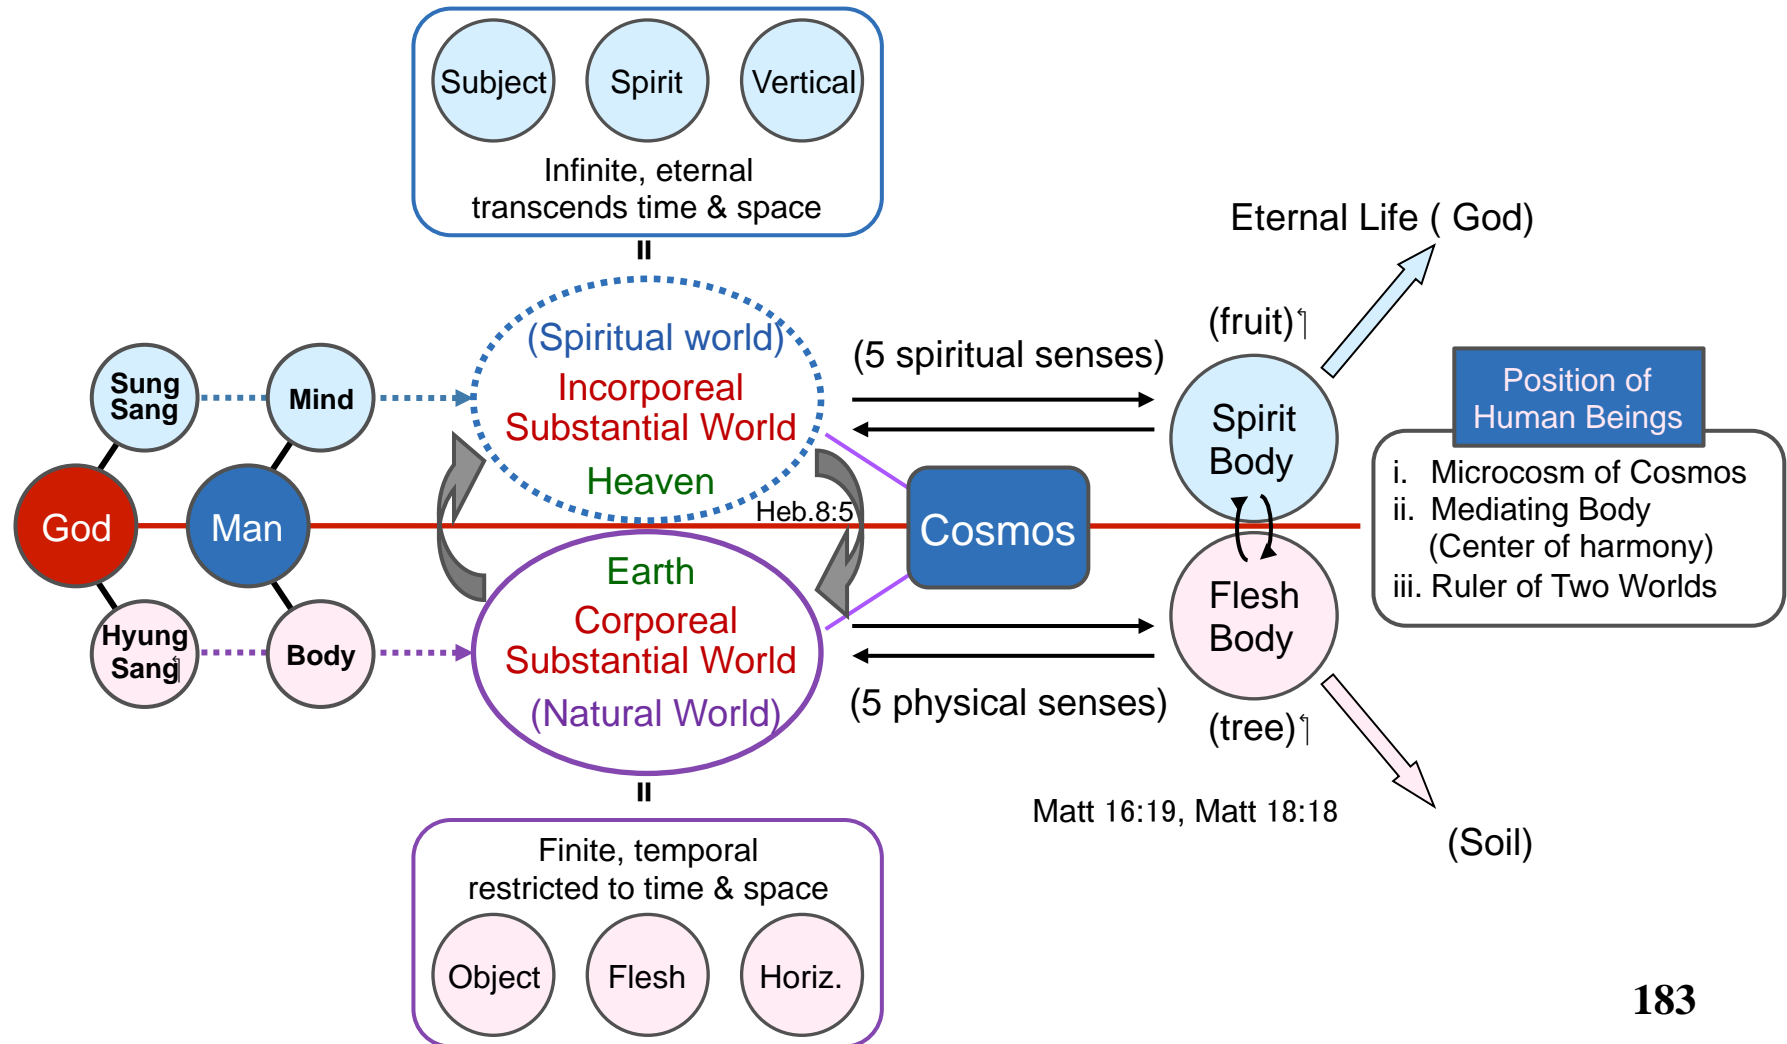 Subject Spirit Vertical
Infinite, eternal
transcends time & space
=
Eternal Life ( God)
(Spiritual world)
Incorporeal
Substantial World
Heaven
(5 spiritual senses)
(fruit)
Sung
Sang
Mind
Spirit
Body
Position of
Human Beings
i. Microcosm of Cosmos
ii. Mediating Body
(Center of harmony)
iii. Ruler of Two Worlds
Heb.8:5
God
Man
Cosmos
Earth
Corporeal
Substantial World
(Natural World)
Hyung
Sang
Body
Flesh
Body
(5 physical senses)
(tree)
=
Matt 16:19, Matt 18:18
(Soil)
Finite, temporal
restricted to time & space
Object Flesh Horiz.
183